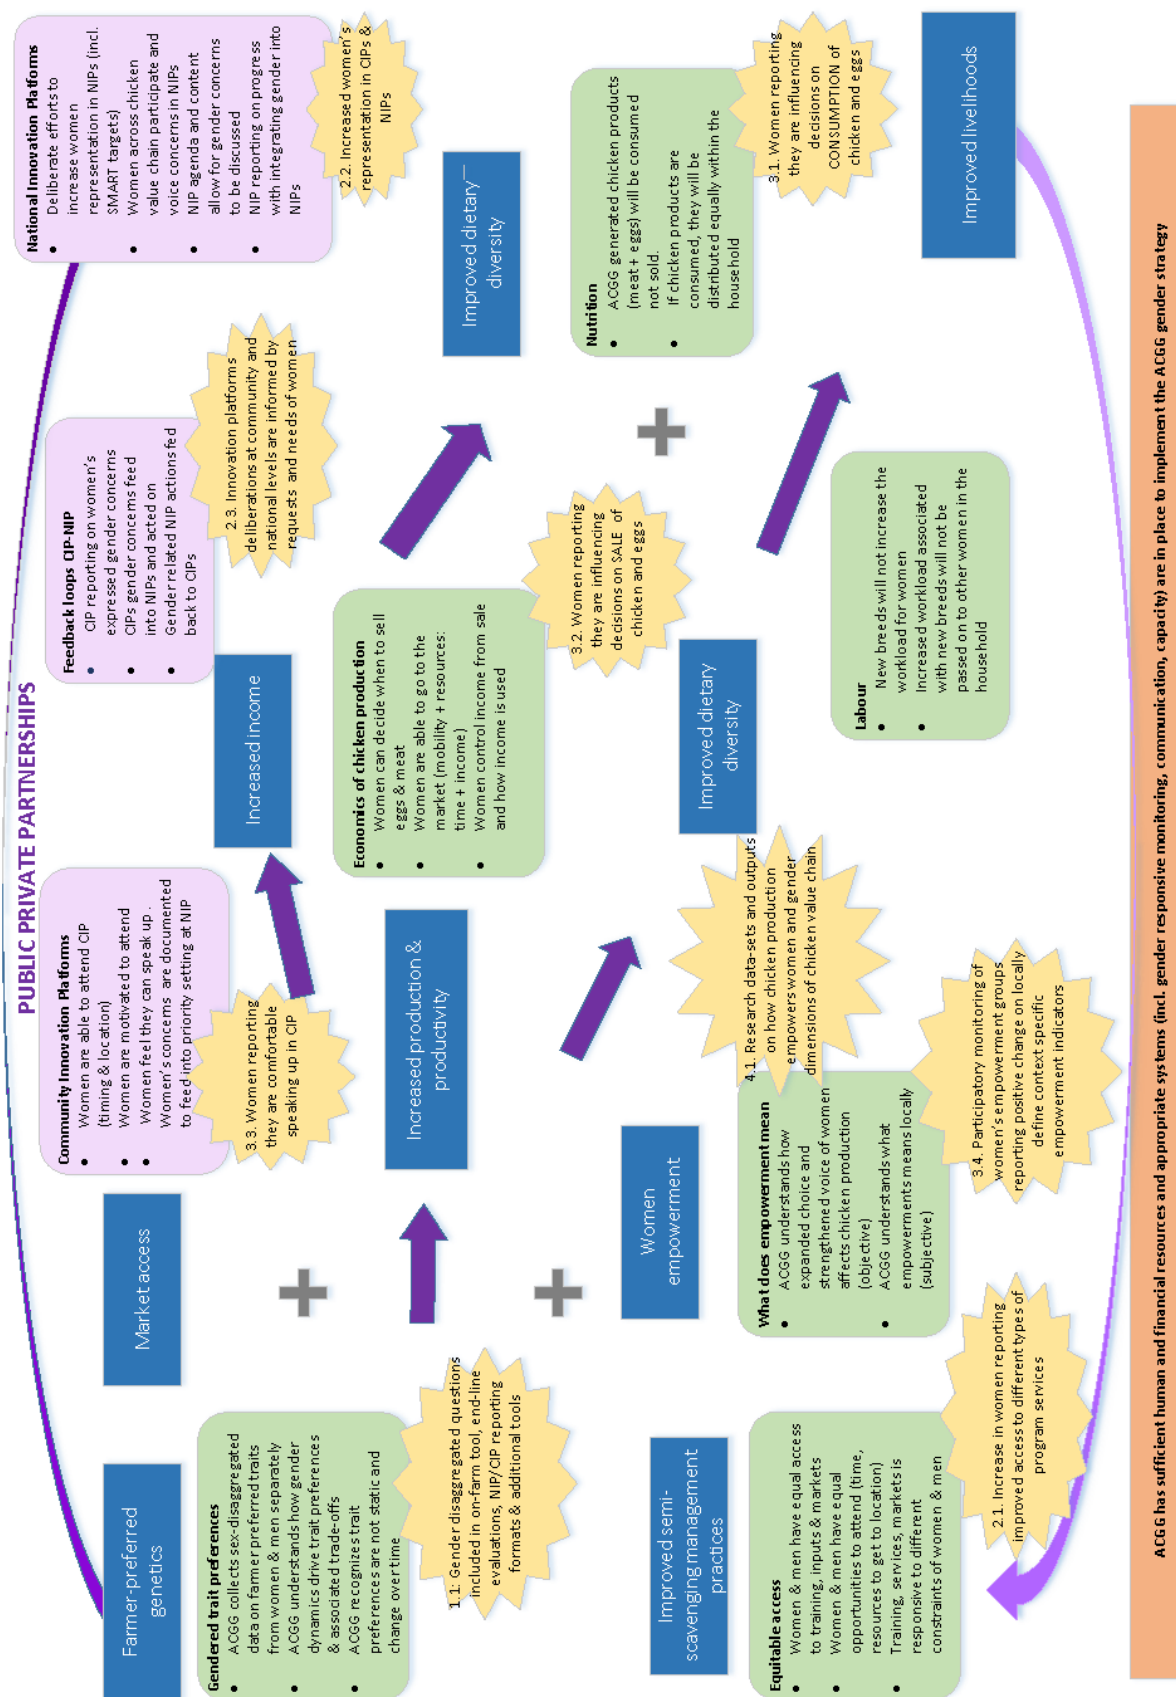 PUBLIC PRIVATE PARTNERSHIPS
Farmer-preferred
genetics
Market access
Community Innovation Platforms
• Women are able to attend CIP
(timing & location)
• Women are motivated to attend
• Women feel they can speak up .
Women's concerns are documented
to feed into priority setting at NIP
Feedback loops CIP-NIP
• CIP reporting on women's
expressed gender concerns
• CIPs gender concerns feed
into NIPs and acted on
• Gender related NIP actions fed
back to CIPs
National Innovation Platforms
• Deliberate efforts to
increase women
representation in NIPs (incl.
SMART targets)
• Women across chicken
value chain participate and
voice concerns in NIPs
• NIP agenda and content
allow for gender concerns
to be discussed
• NIP reporting on progress
with integrating gender into
NIPs
Gendered trait preferences
• ACGG collects sex-disaggregated
data on farmer preferred traits
from women & men separately
• ACGG understands how gender
dynamics drive trait preferences
& associated trade-offs
• ACGG recognizes trait
preferences are not static and
change over time
3.3. Women reporting
they are comfortable
speaking up in CIP
Increased income
2.3. Innovation platforms
deliberations at community and
national levels are informed by
requests and needs of women
2.2. Increased women's
representation in CIPs &
NIPs
1.1: Gender disaggregated questions
included in on-farm tool, end-line
evaluations, NIP/CIP reporting
formats & additional tools
+
Increased production &
productivity
Economics of chicken production
• Women can decide when to sell
eggs & meat
• Women are able to go to the
market (mobility + resources:
time + income)
• Women control income from sale
and how income is used
Improved dietary—
diversity
+
3.2. Women reporting
they are influencing
decisions on SALE of
chicken and eggs
Nutrition
• ACGG generated chicken products
(meat + eggs) will be consumed
not sold.
• If chicken products are
consumed, they will be
distributed equally within the
household
+
Improved semi-
scavenging management
practices
Women
empowerment
4.1. Research data-sets and outputs
on how chicken production
empowers women and gender
dimensions of chicken value chain
Improved dietary
diversity
3.1. Women reporting
they are influencing
decisions on
CONSUMPTION of
chicken and eggs
Equitable access
• Women & men have equal access
to training, inputs & markets
• Women & men have equal
opportunities to attend (time,
resources to get to location)
• Training, services, markets is
responsive to different
constraints of women & men
What does empowerment mean
• ACGG understands how
expanded choice and
strengthened voice of women
affects chicken production
(objective)
• ACGG understands what
empowerments means locally
(subjective)
Labour
• New breeds will not increase the
workload for women
• Increased workload associated
with new breeds will not be
passed on to other women in the
household
Improved livelihoods
2.1. Increase in women reporting
improved access to different types of
program services
3.4. Participatory monitoring of
women's empowerment groups
reporting positive change on locally
define context specific
empowerment indicators
ACGG has sufficient human and financial resources and appropriate systems (incl. gender responsive monitoring, communication, capacity) are in place to implement the ACGG gender strategy